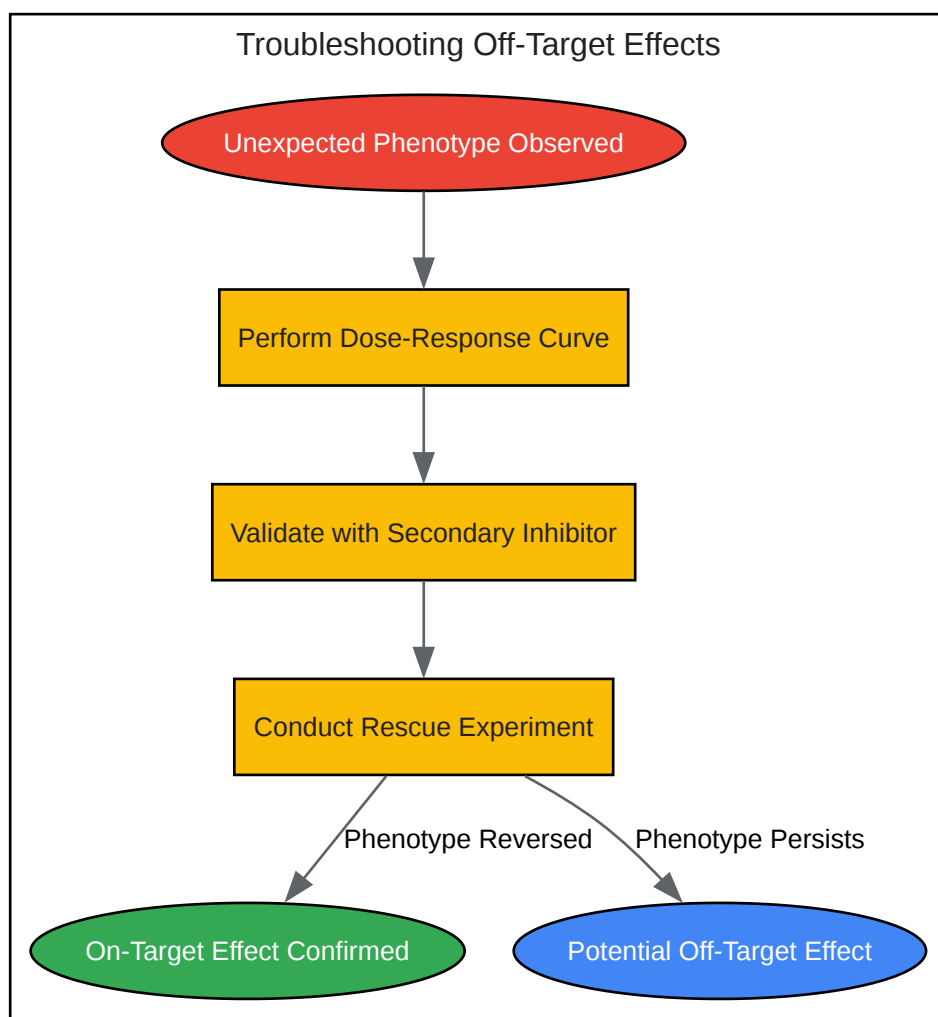 Troubleshooting Off-Target Effects
Unexpected Phenotype Observed
Perform Dose-Response Curve
Validate with Secondary Inhibitor
Conduct Rescue Experiment
Phenotype Reversed
Phenotype Persists
On-Target Effect Confirmed
Potential Off-Target Effect